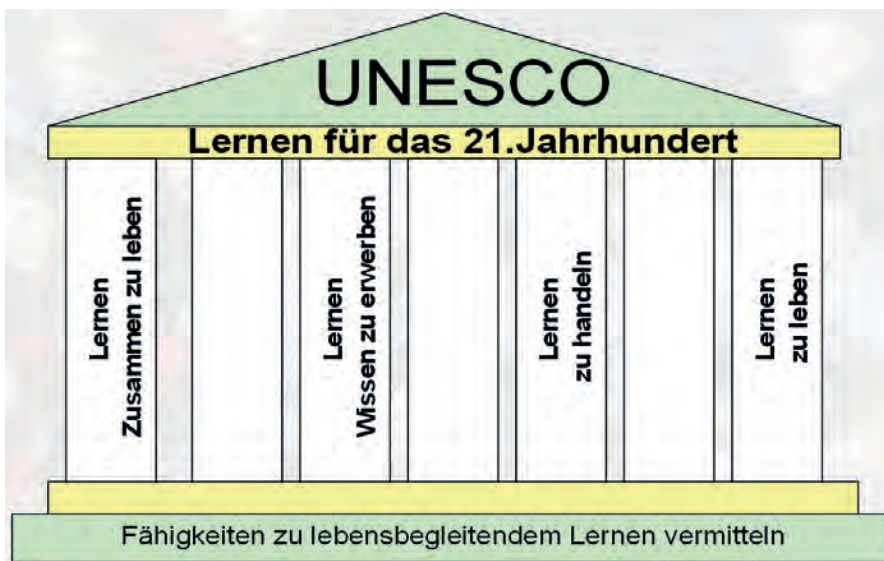 UNESCO
Lernen für das 21.Jahrhundert
Lernen
Zusammen zu leben
Lernen
Wissen zu erwerben
Lernen
zu handeln
Lernen
zu leben
Fähigkeiten zu lebensbegleitendem Lernen vermitteln